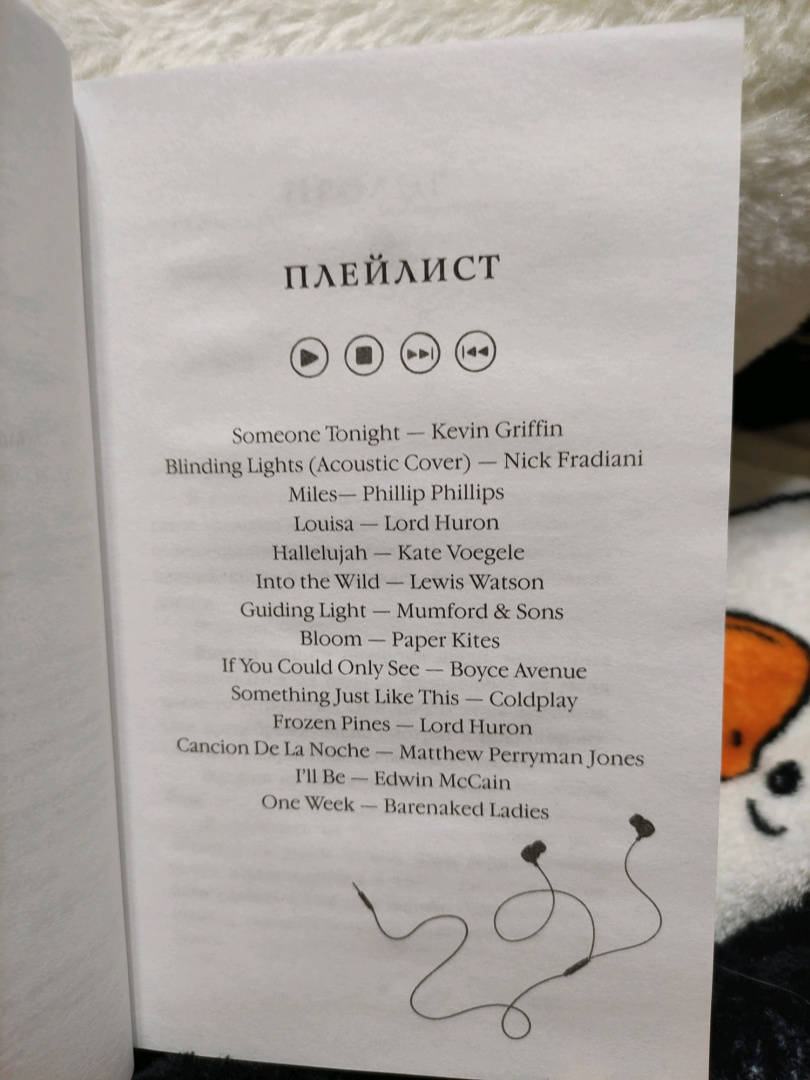 ПЛЕЙЛИСТ
Someone Tonight — Kevin Griffin
Blinding Lights (Acoustic Cover) — Nick Fradiani
Miles— Phillip Phillips
Louisa — Lord Huron
Hallelujah — Kate Voegele
Into the Wild — Lewis Watson
Guiding Light — Mumford & Sons
Bloom — Paper Kites
If You Could Only See — Boyce Avenue
Something Just Like This — Coldplay
Frozen Pines — Lord Huron
Cancion De La Noche — Matthew Perryman Jones
I'll Be — Edwin McCain
One Week — Barenaked Ladies